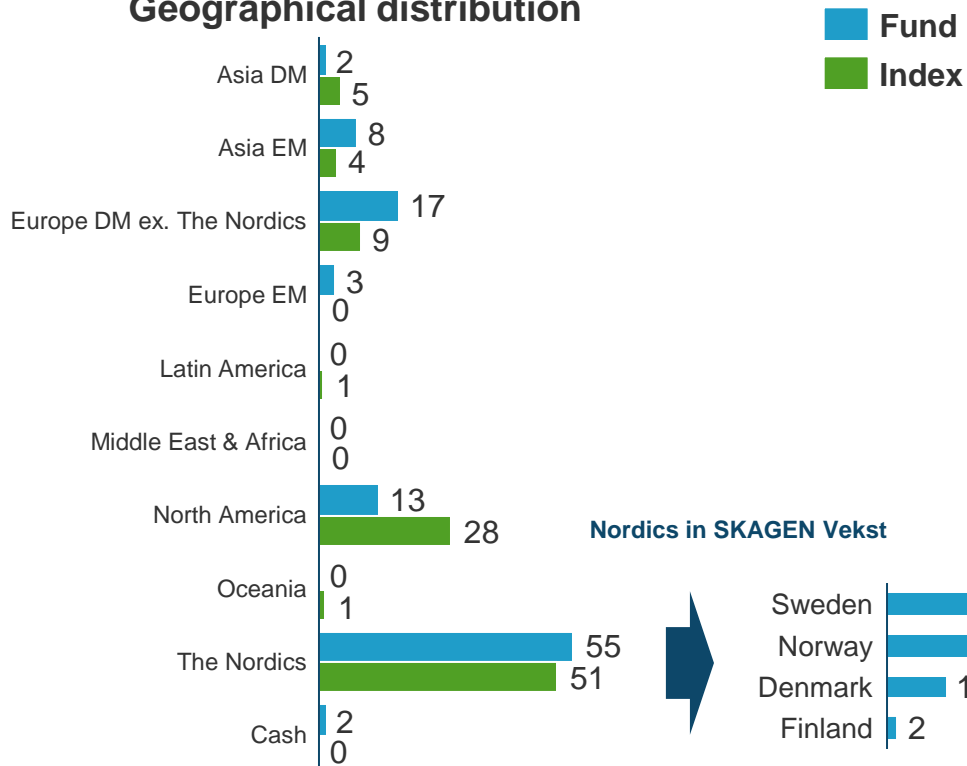 Geographical distribution
Fund
Index
Asia DM
2
5
Asia EM
8
4
Europe DM ex. The Nordics
17
9
Europe EM
3
0
Latin America
0
1
Middle East & Africa
0
0
North America
13
28
Oceania
0
1
The Nordics
55
51
Cash
2
0
Nordics in SKAGEN Vekst
Sweden
Norway
Denmark
Finland
2